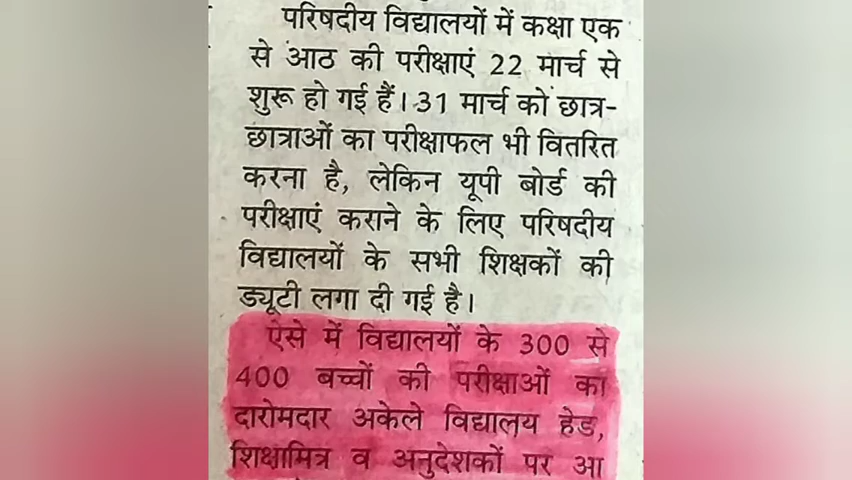 परिषदीय विद्यालयों में कक्षा एक
से आठ की परीक्षाएं 22 मार्च से
शुरू हो गई हैं। 31 मार्च को छात्र-
छात्राओं का परीक्षाफल भी वितरित
करना है, लेकिन यूपी बोर्ड की
परीक्षाएं कराने के लिए परिषदीय
विद्यालयों के सभी शिक्षकों की
ड्यूटी लगा दी गई है।
ऐसे में विद्यालयों के 300 से
400 बच्चों की परीक्षाओं का
दारोमदार अकेले विद्यालय हेड,
शिक्षामित्र व अनुदेशकों पर आ